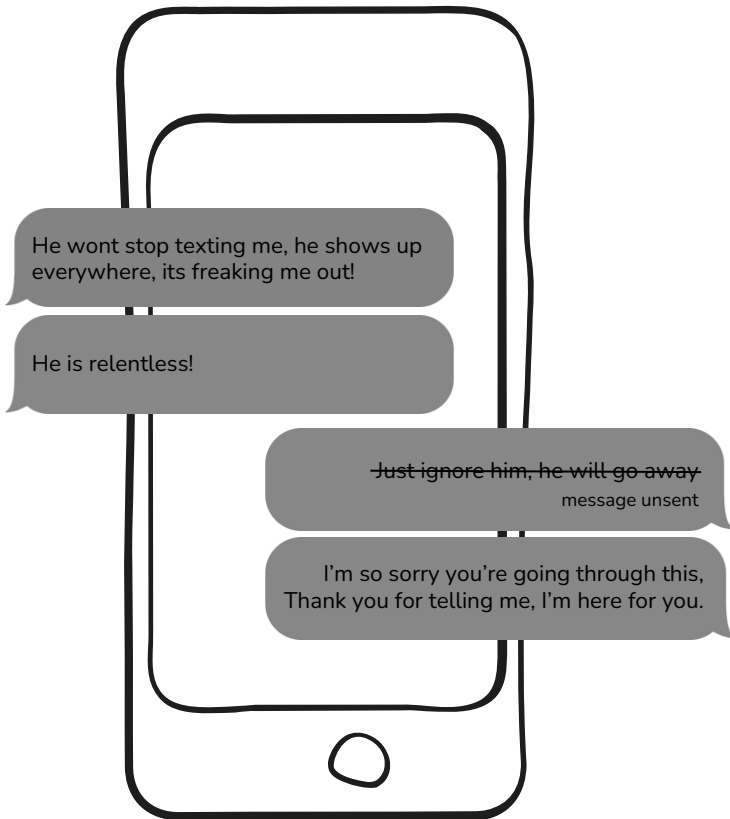 He wont stop texting me, he shows up
everywhere, its freaking me out!
He is relentless!
Just ignore him, he will go away
message unsent
I’m so sorry you’re going through this,
Thank you for telling me, I’m here for you.